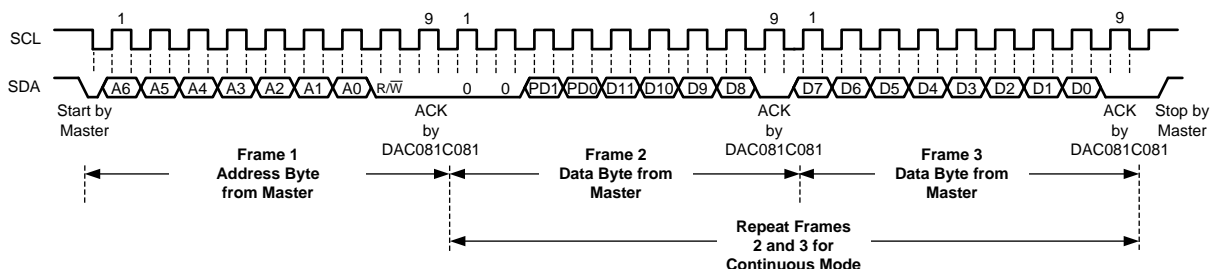 1 9 1 9 1 9
SCL
SDA A6 A5 A4 A3 A2 A1 A0 R/W 0 0 PD1 PD0 D11 D10 D9 D8 D7 D6 D5 D4 D3 D2 D1 D0
Start by
Master
ACK
by
DAC081C081
ACK
by
DAC081C081
ACK
by
DAC081C081
Stop by
Master
Frame 1
Address Byte
from Master
Frame 2
Data Byte from
Master
Frame 3
Data Byte from
Master
Repeat Frames
2 and 3 for
Continuous Mode